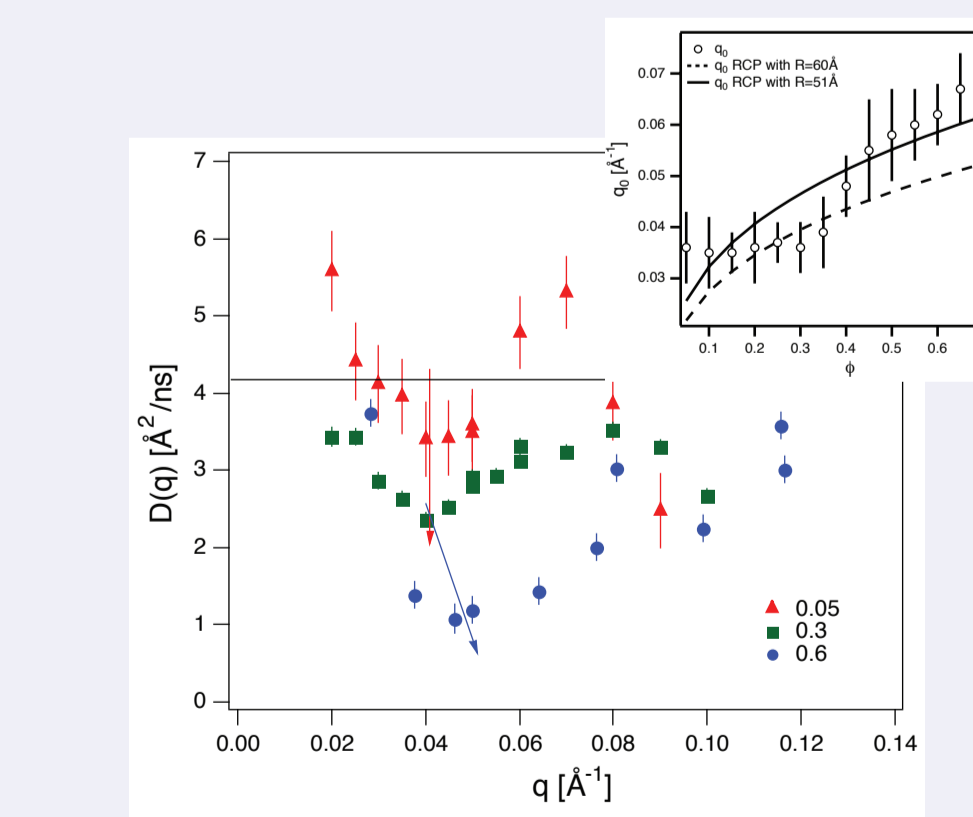 q₀
q₀ RCP with R=60Å
q₀ RCP with R=51Å
0.07
0.06
0.05
0.04
0.03
q₀ [Å⁻¹]
0.1 0.2 0.3 0.4 0.5 0.6
ϕ
7
6
5
4
3
2
1
0
D(q) [Å²/ns]
0.05
0.3
0.6
0.00 0.02 0.04 0.06 0.08 0.10 0.12 0.14
q [Å⁻¹]